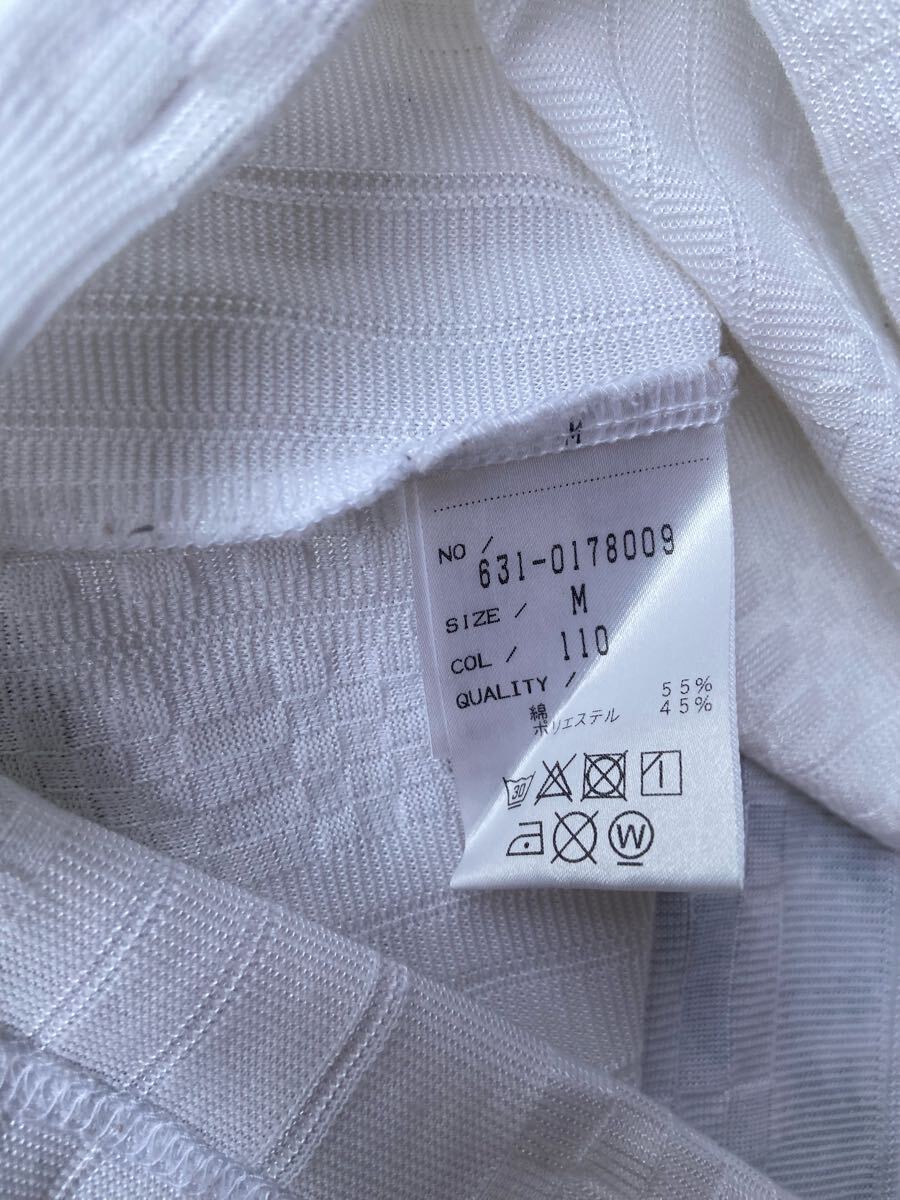 M
NO /
631-0178009
SIZE / M
COL / 110
QUALITY /
綿 55%
ポリエステル 45%
30
W